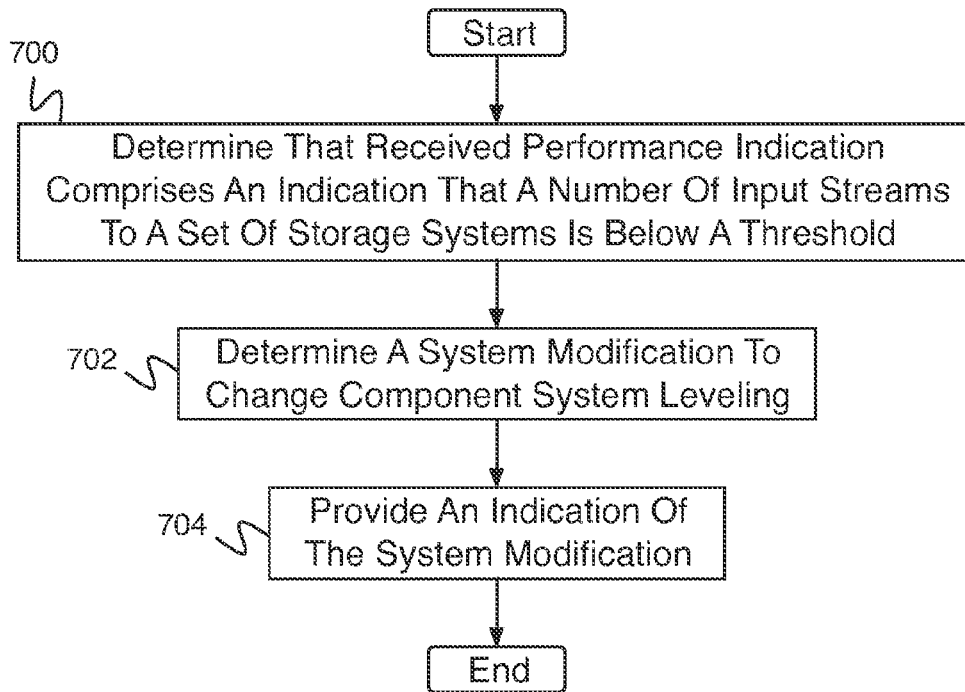 Start
700
Determine That Received Performance Indication
Comprises An Indication That A Number Of Input Streams
To A Set Of Storage Systems Is Below A Threshold
702
Determine A System Modification To
Change Component System Leveling
704
Provide An Indication Of
The System Modification
End